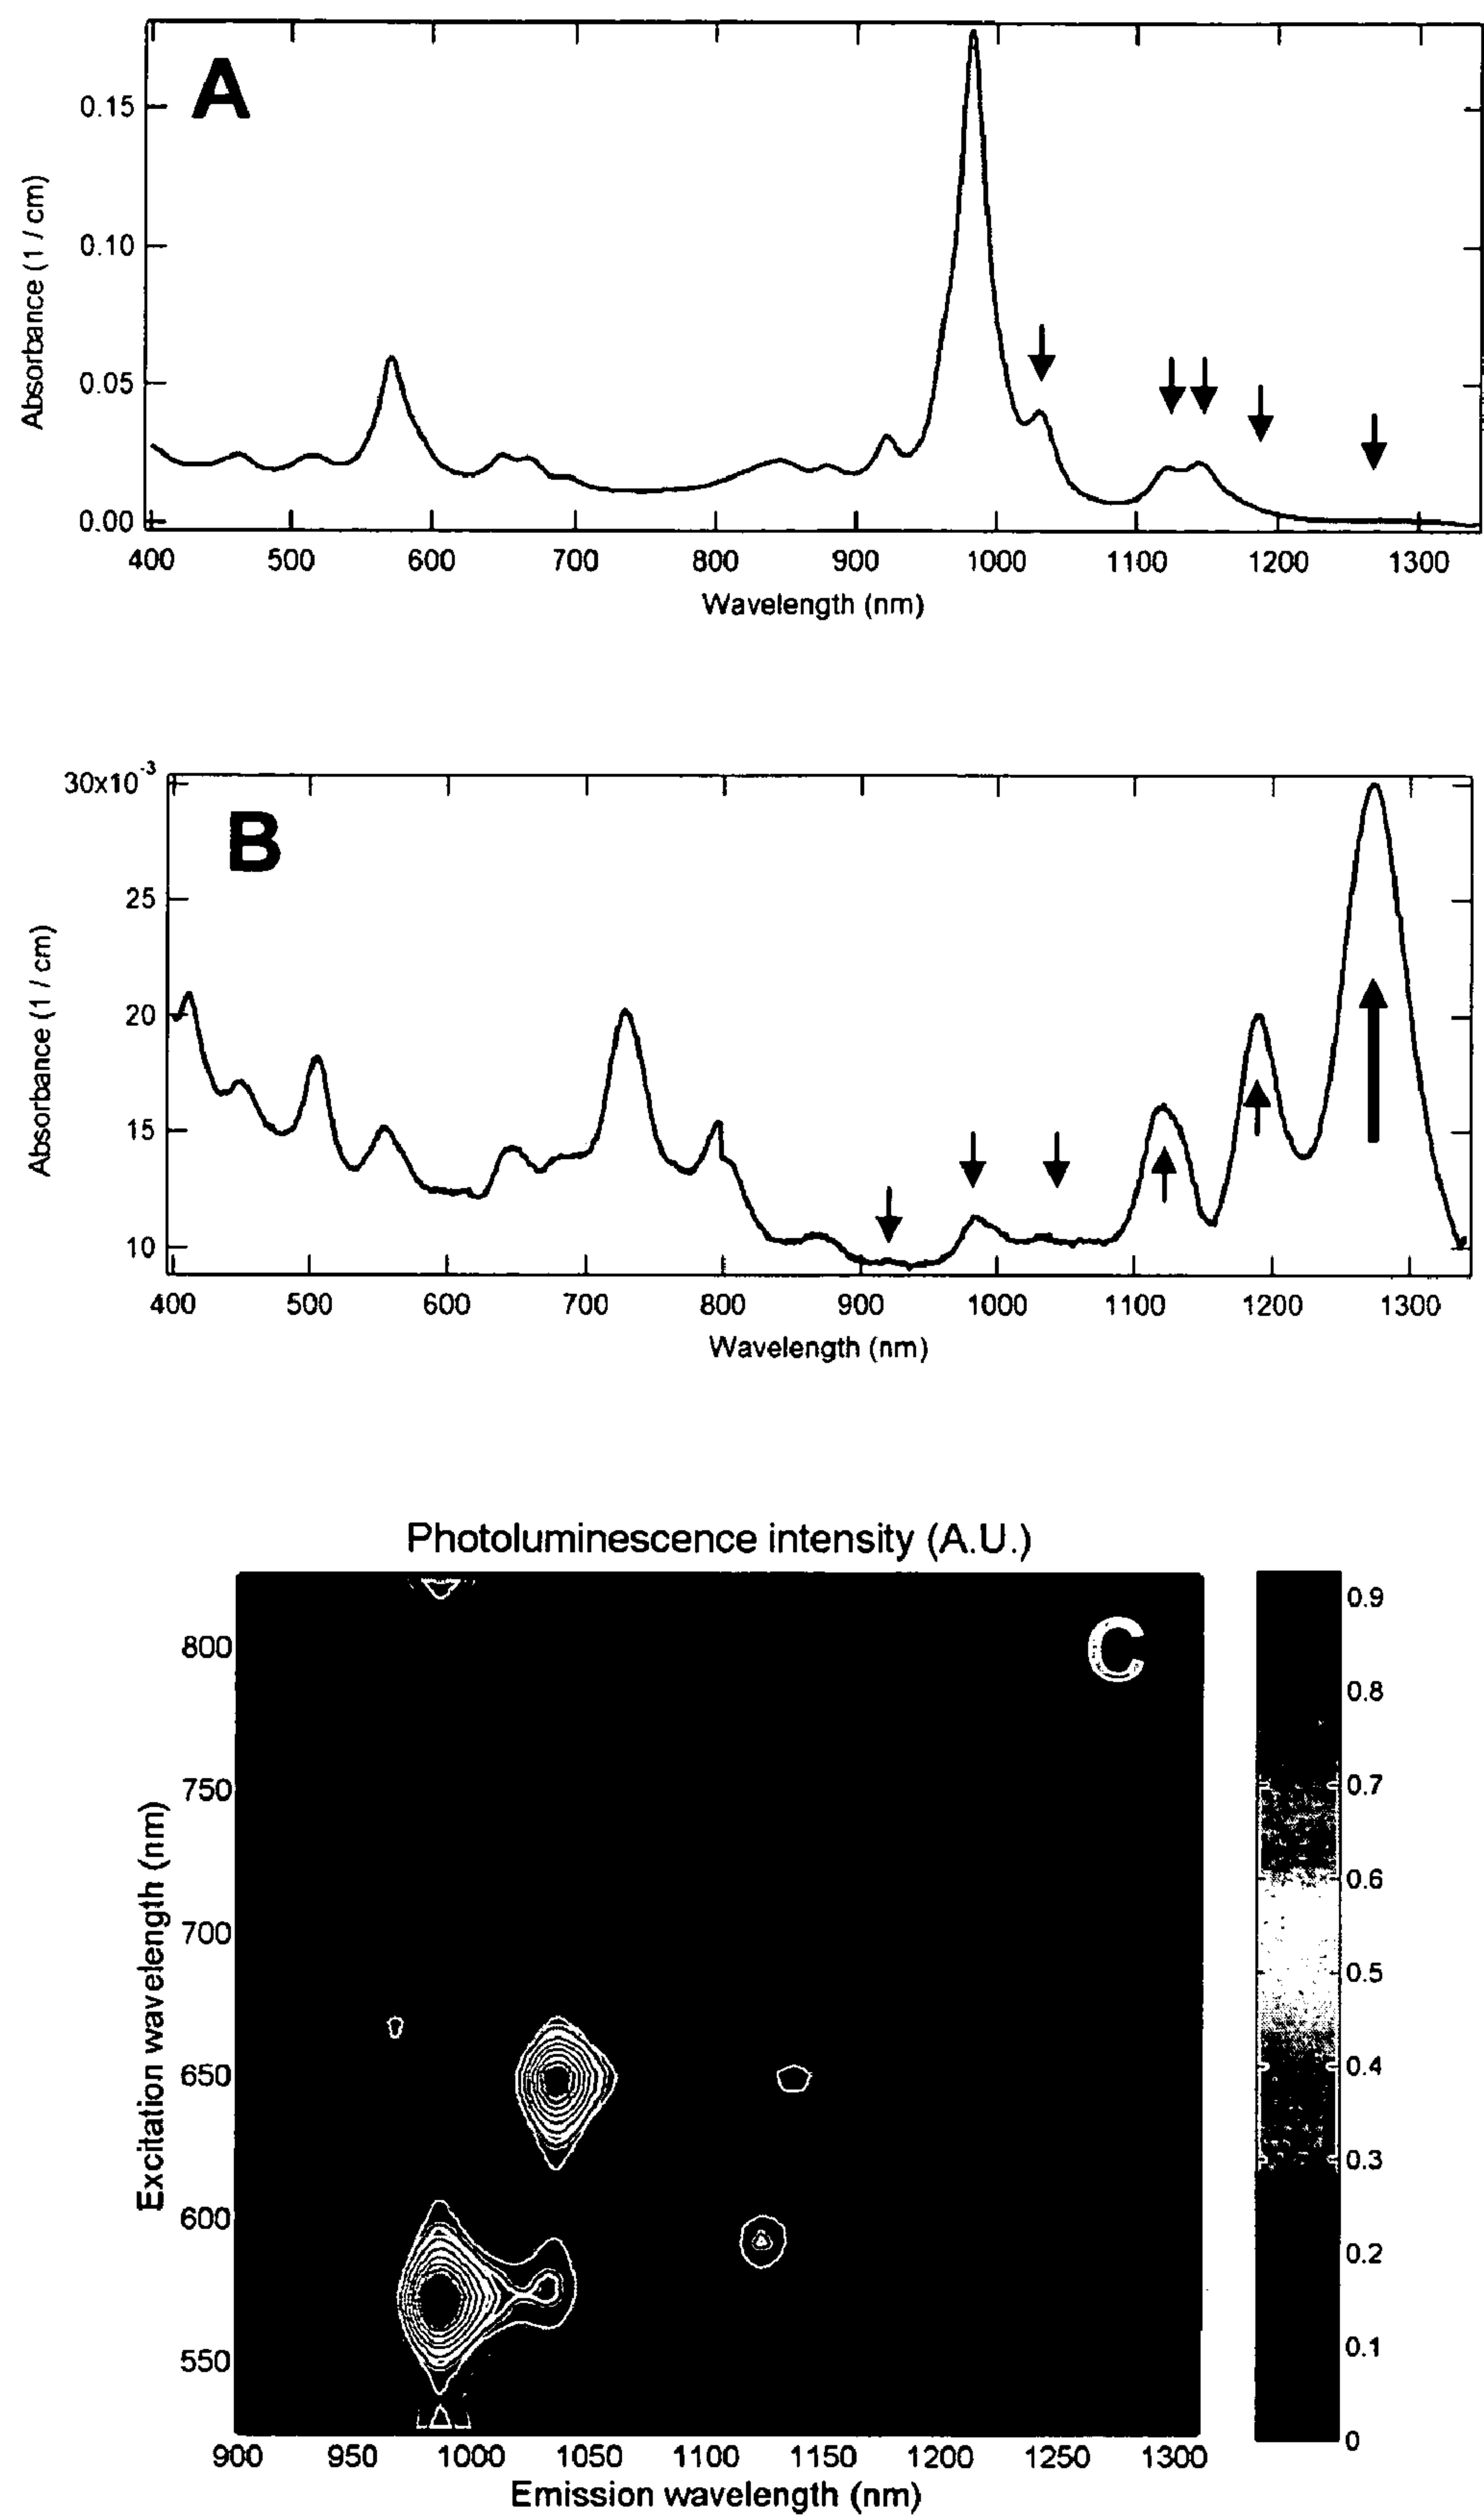 A
0.15
0.10
0.05
0.00
Absorbance (1 / cm)
400 500 600 700 800 900 1000 1100 1200 1300
Wavelength (nm)
30x10-3
B
25
20
15
10
Absorbance (1 / cm)
400 500 600 700 800 900 1000 1100 1200 1300
Wavelength (nm)
Photoluminescence intensity (A.U.)
C
800
750
700
650
600
550
Excitation wavelength (nm)
900 950 1000 1050 1100 1150 1200 1250 1300
Emission wavelength (nm)
0.9
0.8
0.7
0.6
0.5
0.4
0.3
0.2
0.1
0